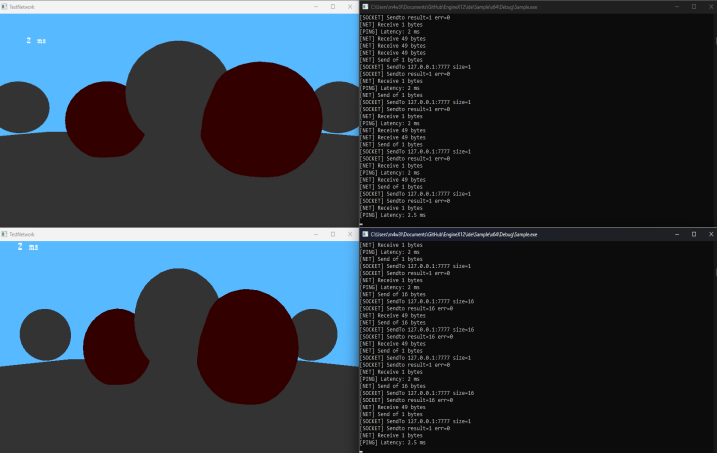 TestNetwork
2 ms
C:\Users\m4w3l\Documents\GitHub\EngineX12\ide\Sample\x64\Debug\Sample.exe
[SOCKET] Sendto result=1 err=0
[NET] Receive 1 bytes
[PING] Latency: 2 ms
[NET] Receive 49 bytes
[NET] Receive 49 bytes
[NET] Receive 49 bytes
[NET] Send of 1 bytes
[SOCKET] SendTo 127.0.0.1:7777 size=1
[SOCKET] Sendto result=1 err=0
[NET] Receive 1 bytes
[PING] Latency: 2 ms
[NET] Send of 1 bytes
[SOCKET] SendTo 127.0.0.1:7777 size=1
[SOCKET] Sendto result=1 err=0
[NET] Receive 1 bytes
[PING] Latency: 2 ms
[NET] Receive 49 bytes
[NET] Receive 49 bytes
[NET] Send of 1 bytes
[SOCKET] SendTo 127.0.0.1:7777 size=1
[SOCKET] Sendto result=1 err=0
[NET] Receive 1 bytes
[PING] Latency: 2 ms
[NET] Receive 49 bytes
[NET] Send of 1 bytes
[SOCKET] SendTo 127.0.0.1:7777 size=1
[SOCKET] Sendto result=1 err=0
[NET] Receive 1 bytes
[PING] Latency: 2.5 ms
TestNetwork
2 ms
C:\Users\m4w3l\Documents\GitHub\EngineX12\ide\Sample\x64\Debug\Sample.exe
[NET] Receive 1 bytes
[PING] Latency: 2 ms
[NET] Send of 1 bytes
[SOCKET] SendTo 127.0.0.1:7777 size=1
[SOCKET] Sendto result=1 err=0
[NET] Receive 1 bytes
[PING] Latency: 2 ms
[NET] Send of 16 bytes
[SOCKET] SendTo 127.0.0.1:7777 size=16
[SOCKET] Sendto result=16 err=0
[NET] Receive 49 bytes
[NET] Send of 16 bytes
[SOCKET] SendTo 127.0.0.1:7777 size=16
[SOCKET] Sendto result=16 err=0
[NET] Receive 49 bytes
[NET] Send of 1 bytes
[SOCKET] SendTo 127.0.0.1:7777 size=1
[SOCKET] Sendto result=1 err=0
[NET] Receive 1 bytes
[PING] Latency: 2 ms
[NET] Send of 16 bytes
[SOCKET] SendTo 127.0.0.1:7777 size=16
[SOCKET] Sendto result=16 err=0
[NET] Receive 49 bytes
[NET] Send of 1 bytes
[SOCKET] SendTo 127.0.0.1:7777 size=1
[SOCKET] Sendto result=1 err=0
[NET] Receive 1 bytes
[PING] Latency: 2.5 ms